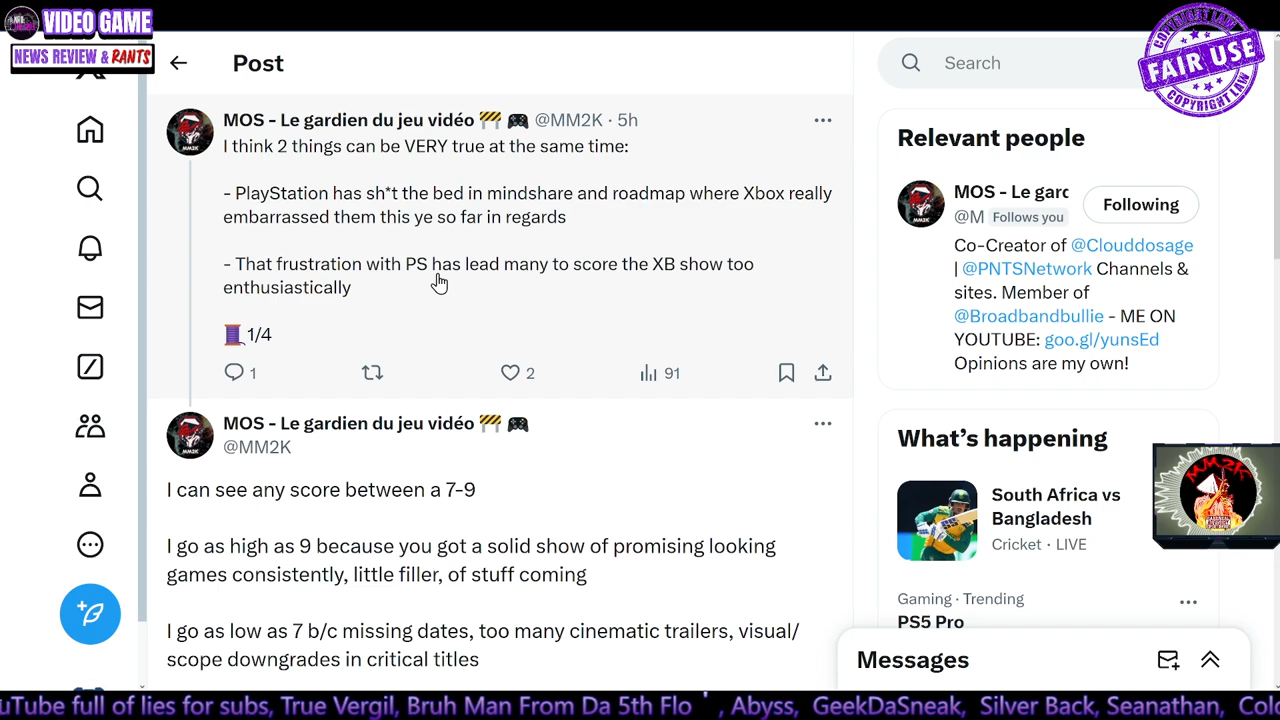 VIDEO GAME
NEWS REVIEW & RANTS
Post
Search
COPYRIGHT LAW
FAIR USE
COPYRIGHT LAW
MOS - Le gardien du jeu vidéo 🚧 🎮 @MM2K · 5h
I think 2 things can be VERY true at the same time:
- PlayStation has sh*t the bed in mindshare and roadmap where Xbox really
embarrassed them this ye so far in regards
- That frustration with PS has lead many to score the XB show too
enthusiastically
🧵 1/4
1
2
91
MOS - Le gardien du jeu vidéo 🚧 🎮
@MM2K
I can see any score between a 7-9
I go as high as 9 because you got a solid show of promising looking
games consistently, little filler, of stuff coming
I go as low as 7 b/c missing dates, too many cinematic trailers, visual/
scope downgrades in critical titles
Relevant people
MOS - Le garc
@M Follows you
Following
Co-Creator of @Clouddosage
| @PNTSNetwork Channels &
sites. Member of
@Broadbandbullie - ME ON
YOUTUBE: goo.gl/yunsEd
Opinions are my own!
What's happening
South Africa vs
Bangladesh
Cricket · LIVE
MM2K
Gaming · Trending
PS5 Pro
Messages
uTube full of lies for subs, True Vergil, Bruh Man From Da 5th Flo ' , Abyss, GeekDaSneak, Silver Back, Seanathan, Col